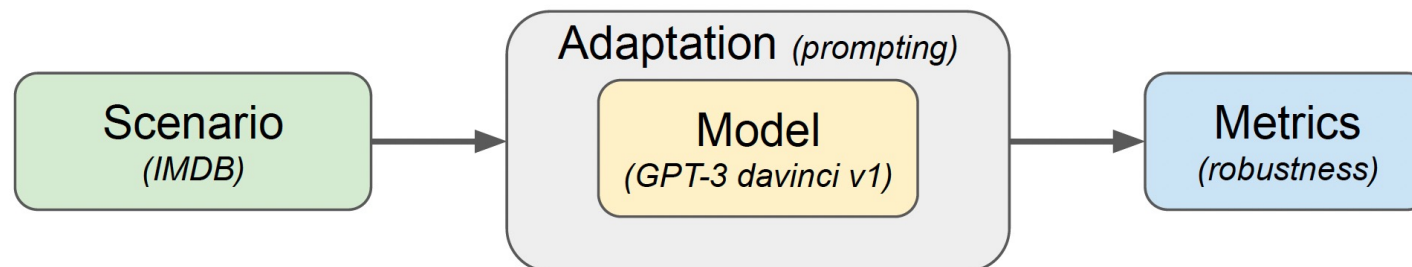 Scenario
(IMDB)
Adaptation (prompting)
Model
(GPT-3 davinci v1)
Metrics
(robustness)